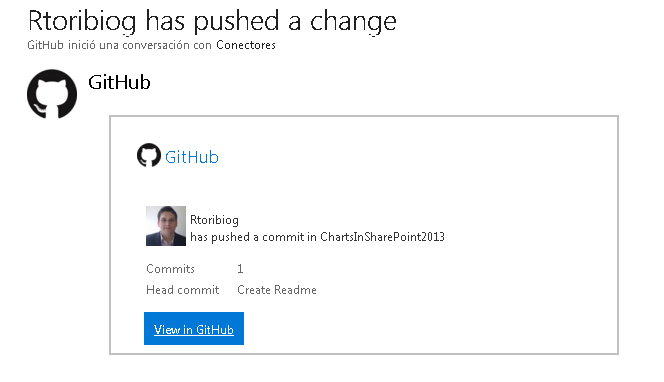 Rtoribiog has pushed a change
GitHub inició una conversación con Conectores
GitHub
GitHub
Rtoribiog
has pushed a commit in ChartsInSharePoint2013
Commits 1
Head commit Create Readme
View in GitHub